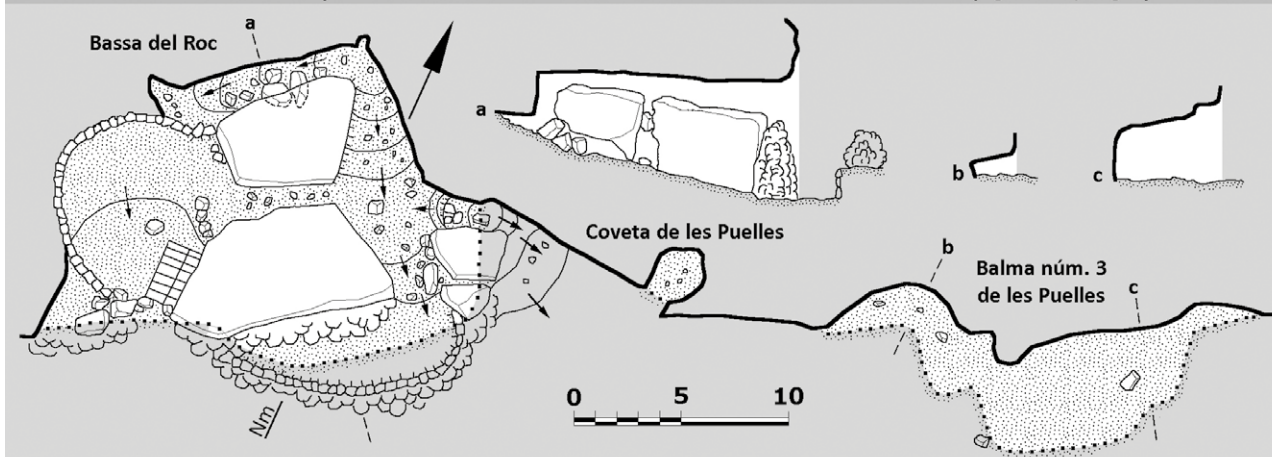 Bassa del Roc
a
a
b
c
Coveta de les Puelles
b
Balma núm. 3
de les Puelles
c
Nm
0 5 10